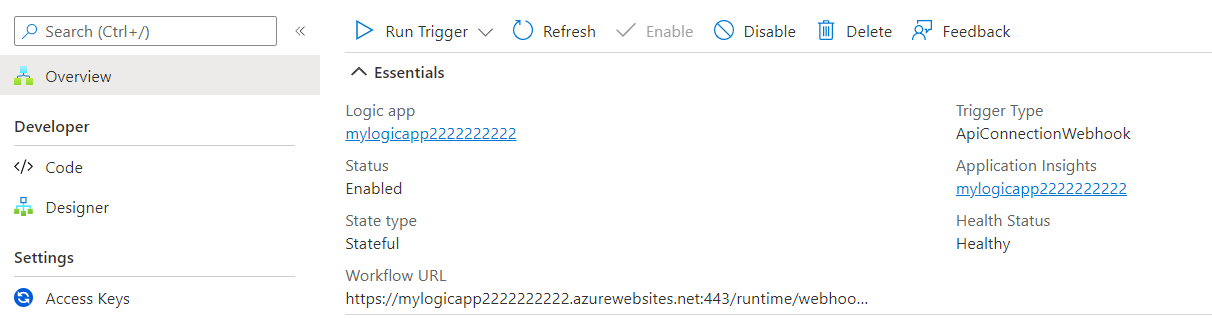 Search (Ctrl+/) «
Overview
Developer
</> Code
Designer
Settings
Access Keys
Run Trigger Refresh Enable Disable Delete Feedback
Essentials
Logic app
mylogicapp2222222222
Status
Enabled
State type
Stateful
Workflow URL
https://mylogicapp2222222222.azurewebsites.net:443/runtime/webhoo...
Trigger Type
ApiConnectionWebhook
Application Insights
mylogicapp2222222222
Health Status
Healthy